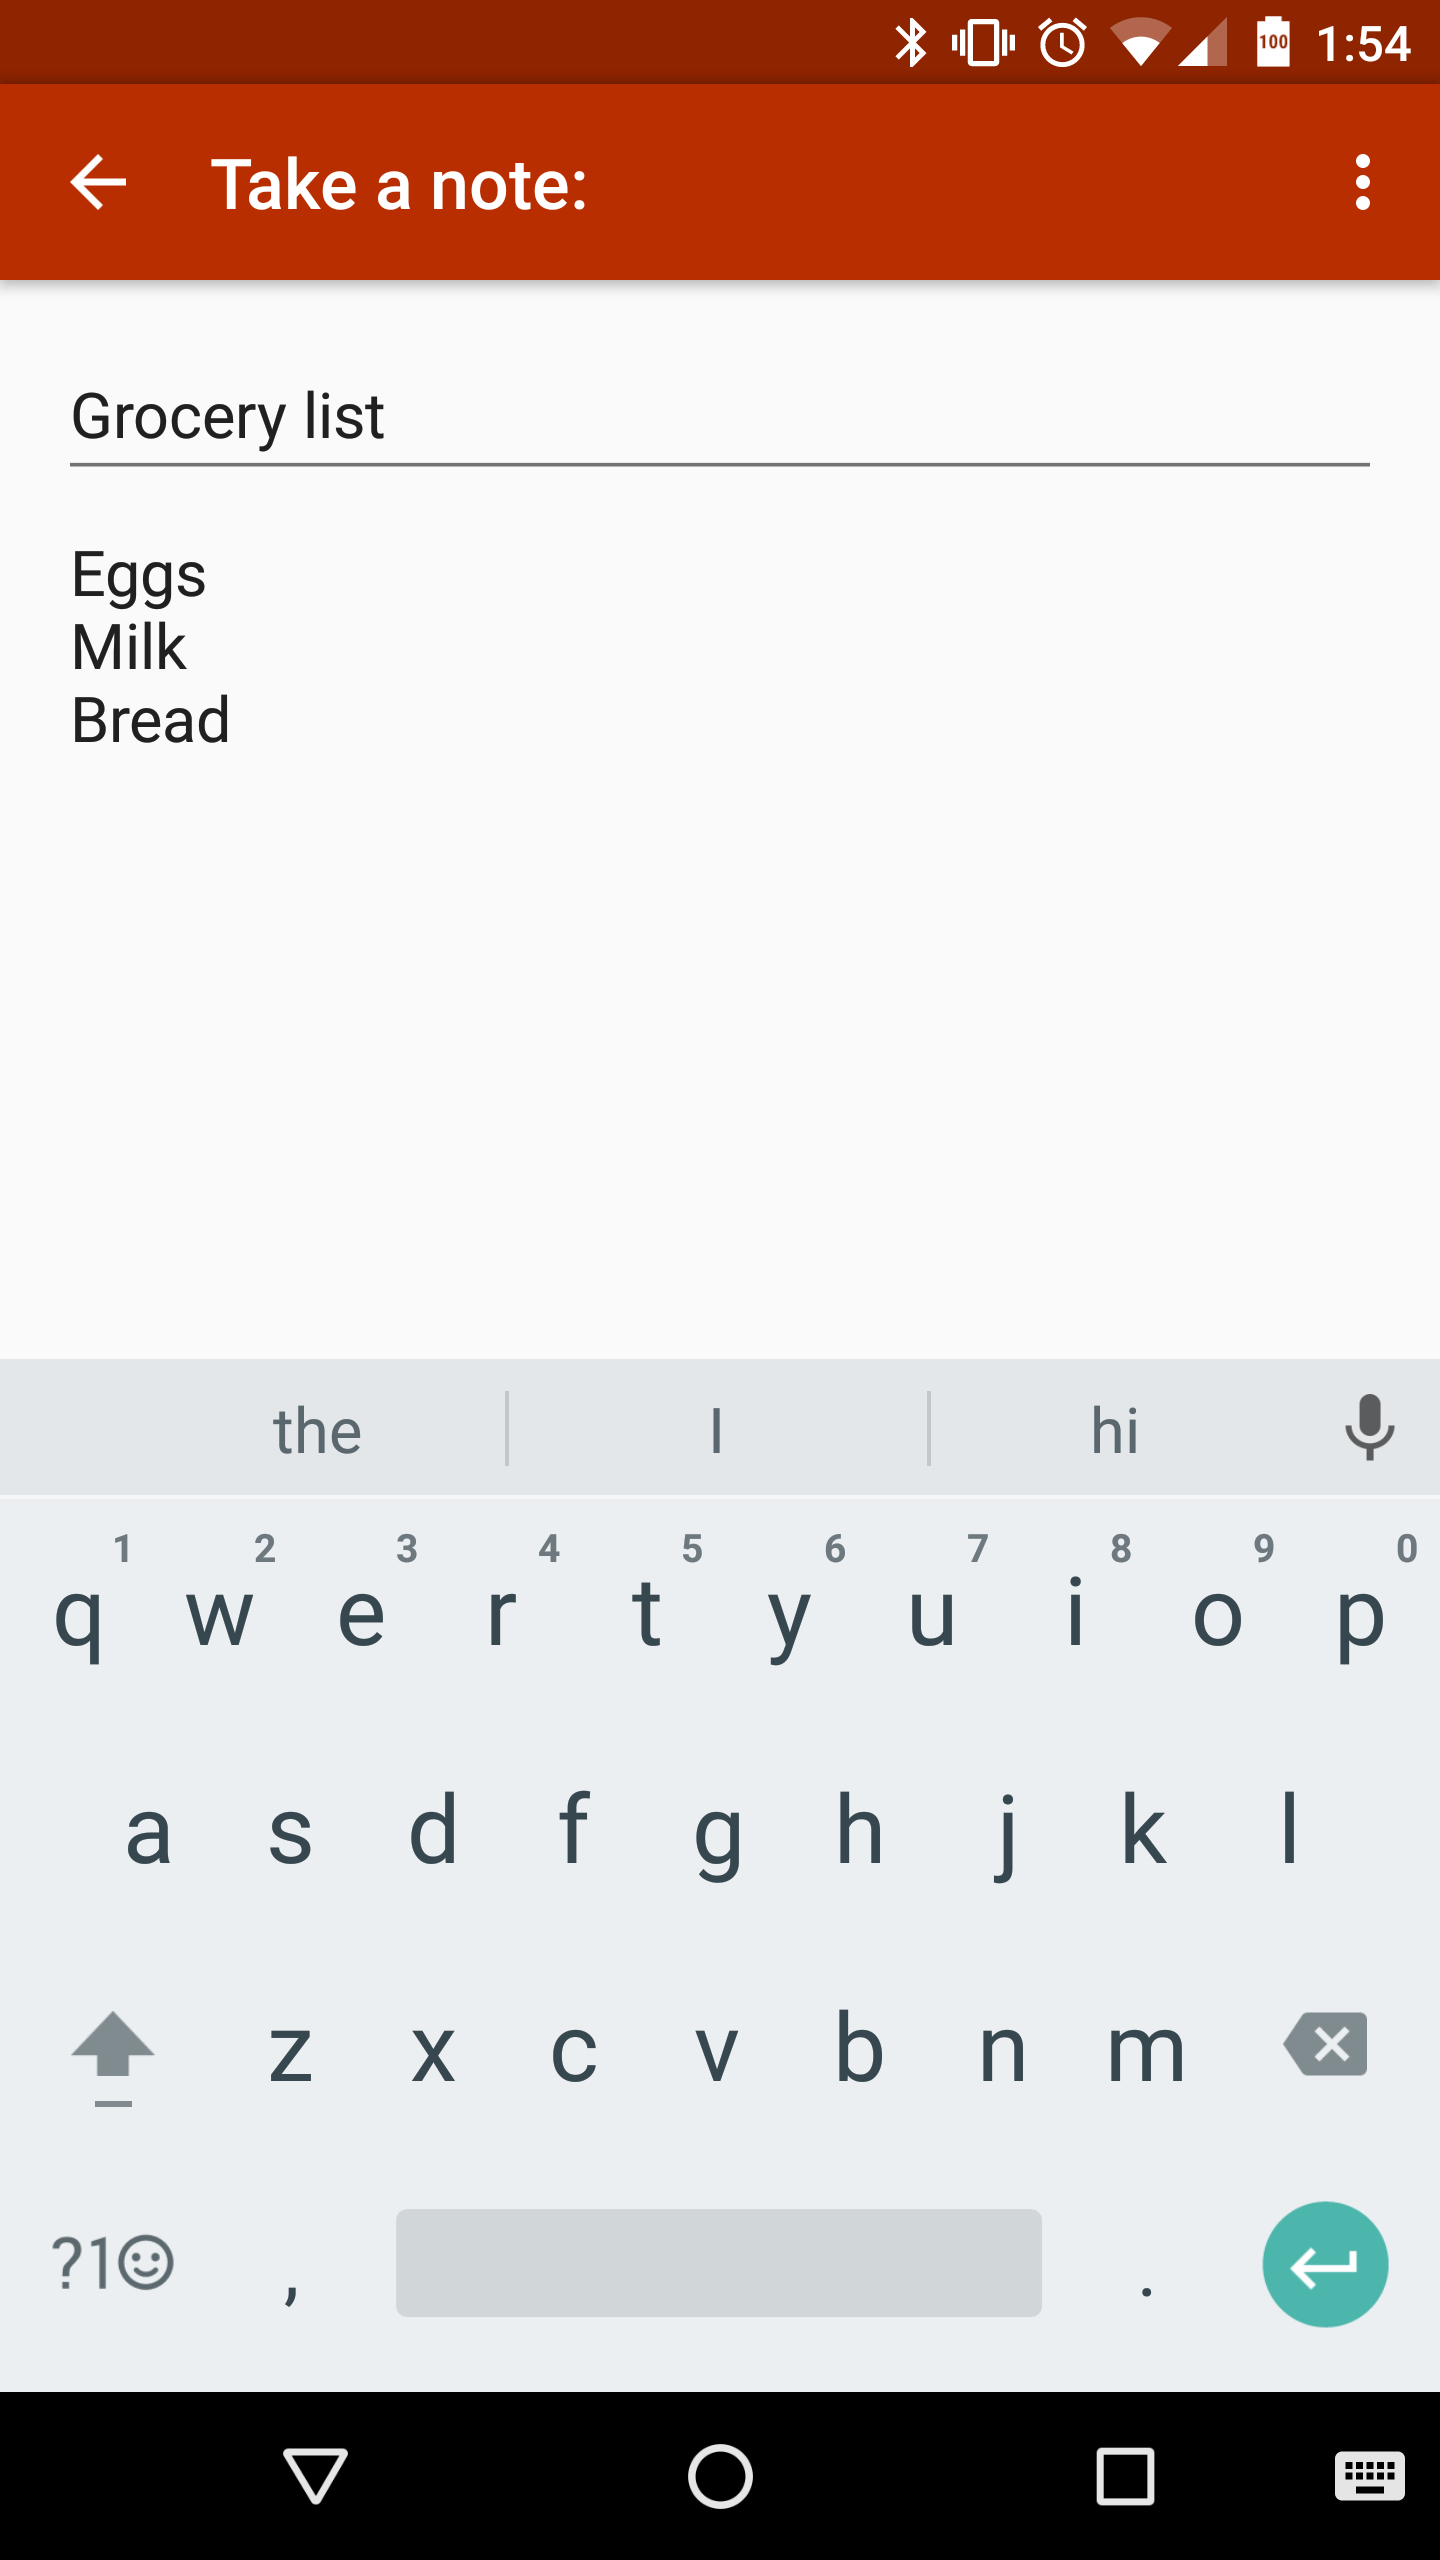 100 1:54
Take a note:
Grocery list
Eggs
Milk
Bread
the I hi
1 2 3 4 5 6 7 8 9 0
q w e r t y u i o p
a s d f g h j k l
z x c v b n m
?1☺ , .